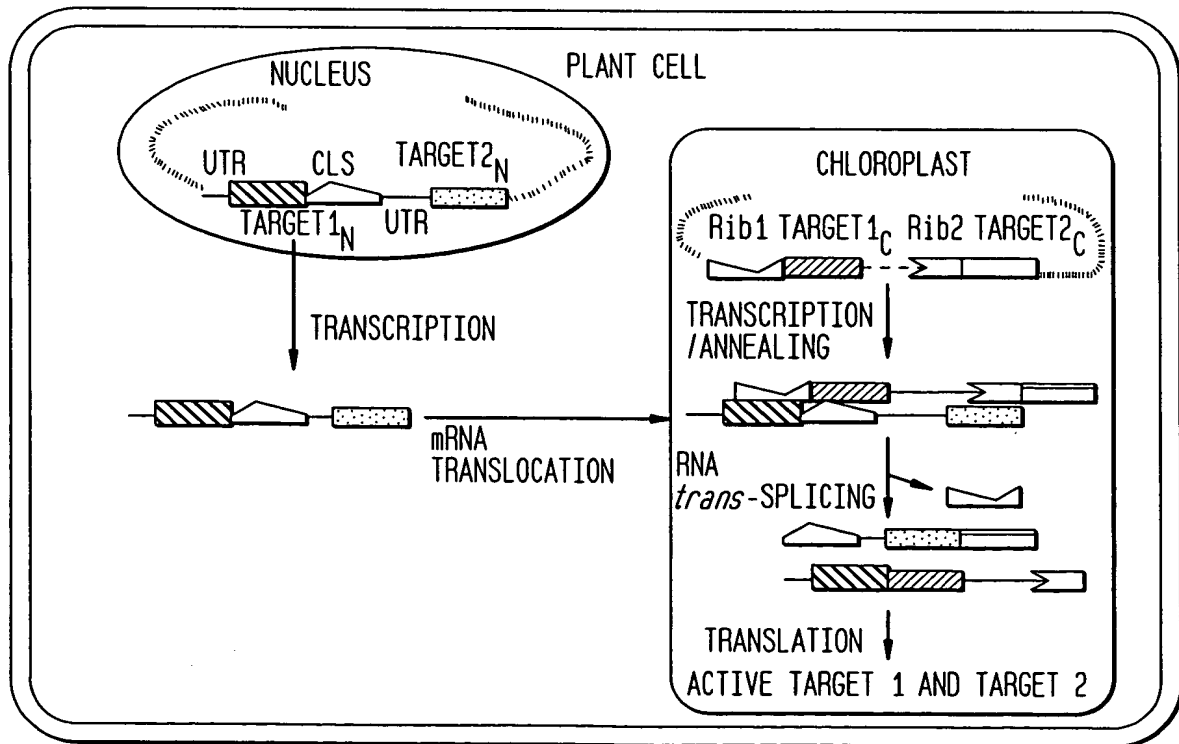 PLANT CELL
NUCLEUS
UTR CLS TARGET2N
TARGET1N UTR
TRANSCRIPTION
mRNA
TRANSLOCATION
CHLOROPLAST
Rib1 TARGET1C Rib2 TARGET2C
TRANSCRIPTION
/ANNEALING
RNA
trans-SPLICING
TRANSLATION
ACTIVE TARGET 1 AND TARGET 2